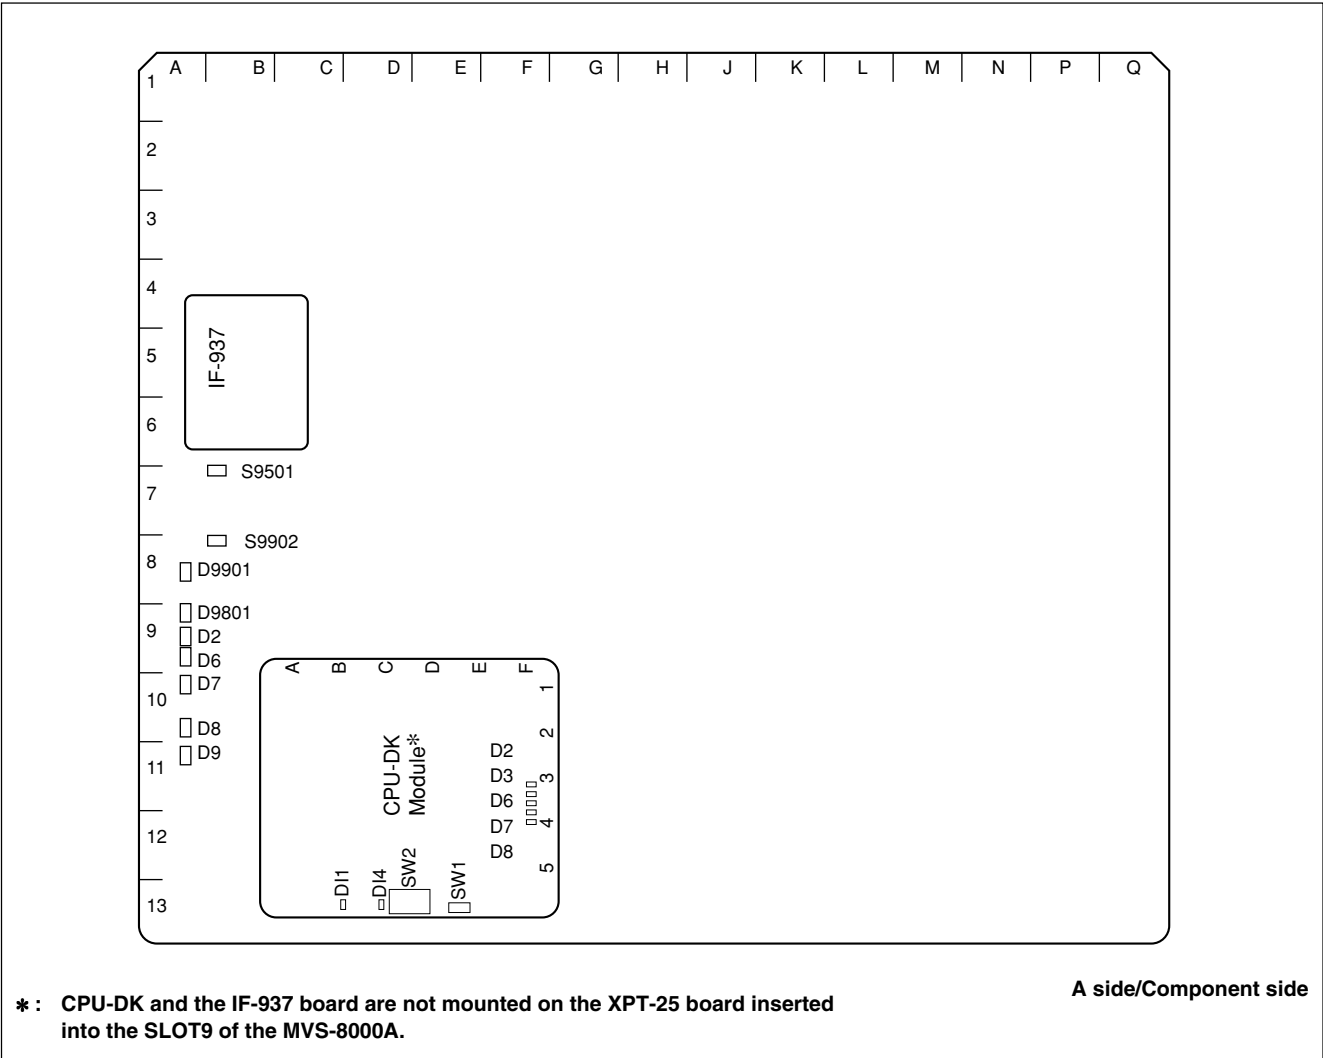 A B C D E F G H J K L M N P Q
1
2
3
4
5
6
7
8
9
10
11
12
13
IF-937
S9501
S9902
D9901
D9801
D2
D6
D7
D8
D9
A B C D E F
1
2
3
4
5
CPU-DK
Module*
D2
D3
D6
D7
D8
DI1
DI4
SW2
SW1
A side/Component side
* : CPU-DK and the IF-937 board are not mounted on the XPT-25 board inserted
into the SLOT9 of the MVS-8000A.